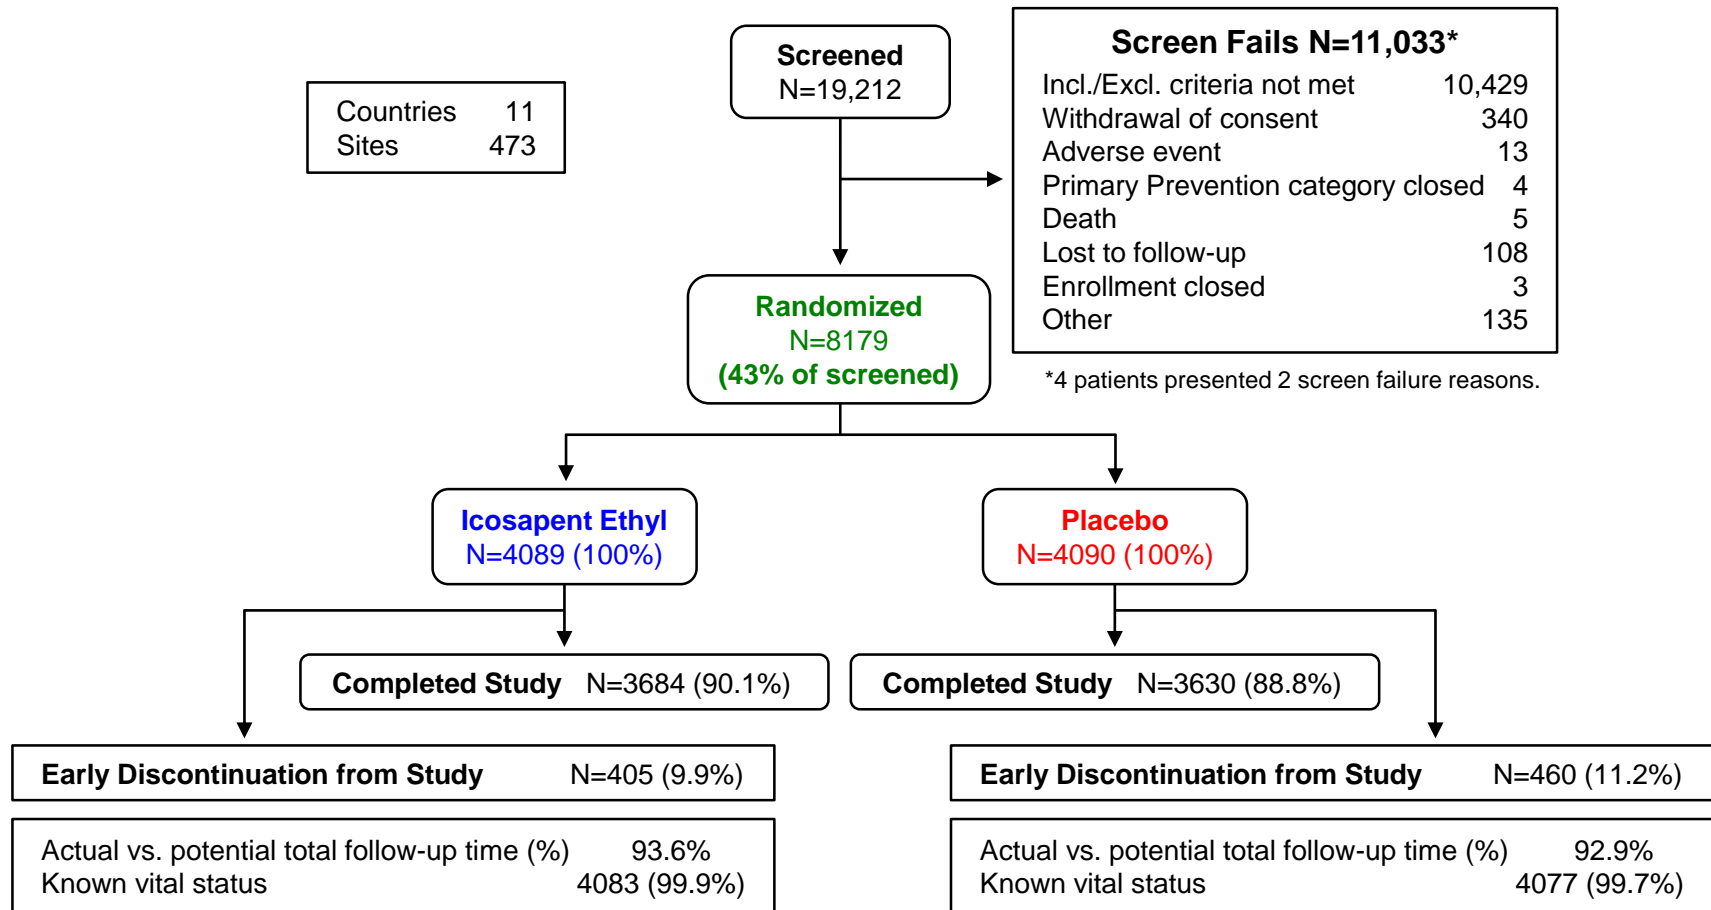 Screened
N=19,212
Countries 11
Sites 473
Screen Fails N=11,033*
Incl./Excl. criteria not met 10,429
Withdrawal of consent 340
Adverse event 13
Primary Prevention category closed 4
Death 5
Lost to follow-up 108
Enrollment closed 3
Other 135
*4 patients presented 2 screen failure reasons.
Randomized
N=8179
(43% of screened)
Icosapent Ethyl
N=4089 (100%)
Placebo
N=4090 (100%)
Completed Study N=3684 (90.1%)
Completed Study N=3630 (88.8%)
Early Discontinuation from Study N=405 (9.9%)
Early Discontinuation from Study N=460 (11.2%)
Actual vs. potential total follow-up time (%) 93.6%
Known vital status 4083 (99.9%)
Actual vs. potential total follow-up time (%) 92.9%
Known vital status 4077 (99.7%)